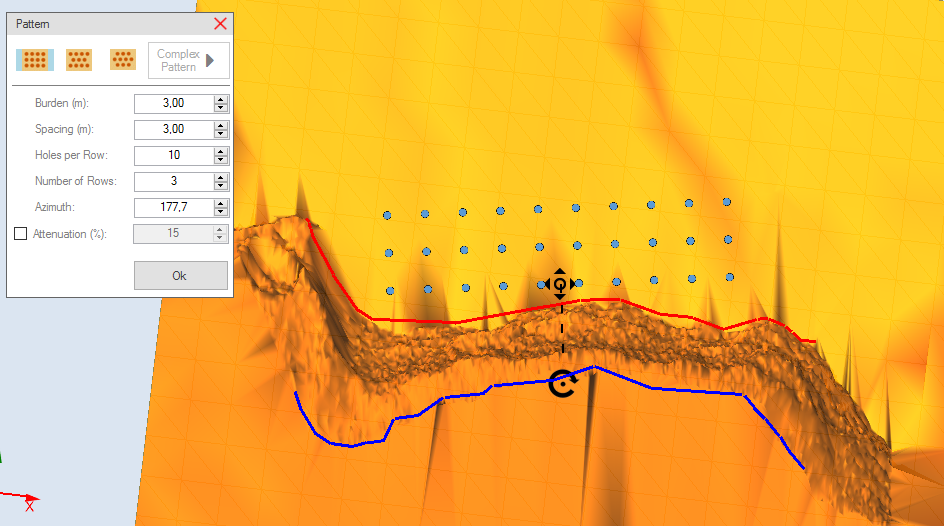 Pattern
Complex
Pattern
Burden (m): 3,00
Spacing (m): 3,00
Holes per Row: 10
Number of Rows: 3
Azimuth: 177,7
Attenuation (%): 15
Ok
X